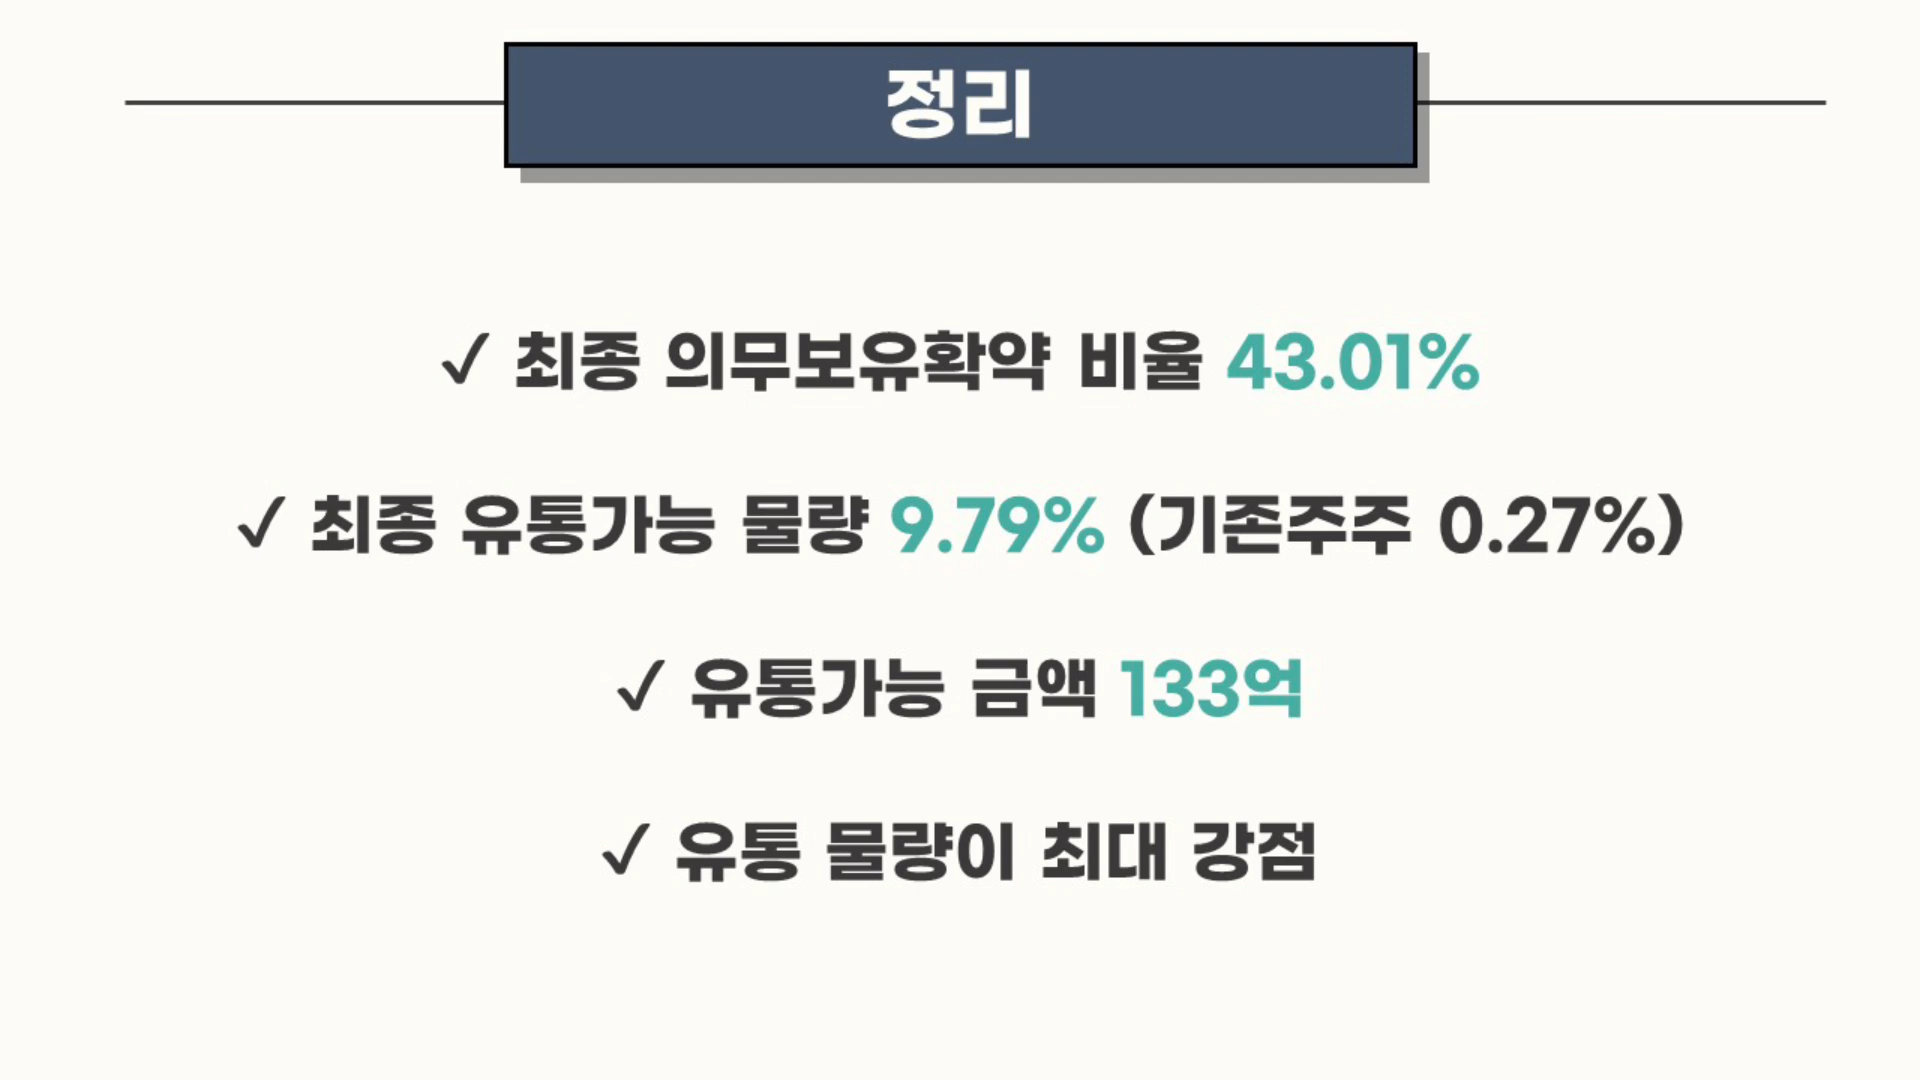 정리
✓ 최종 의무보유확약 비율 43.01%
✓ 최종 유통가능 물량 9.79% (기존주주 0.27%)
✓ 유통가능 금액 133억
✓ 유통 물량이 최대 강점